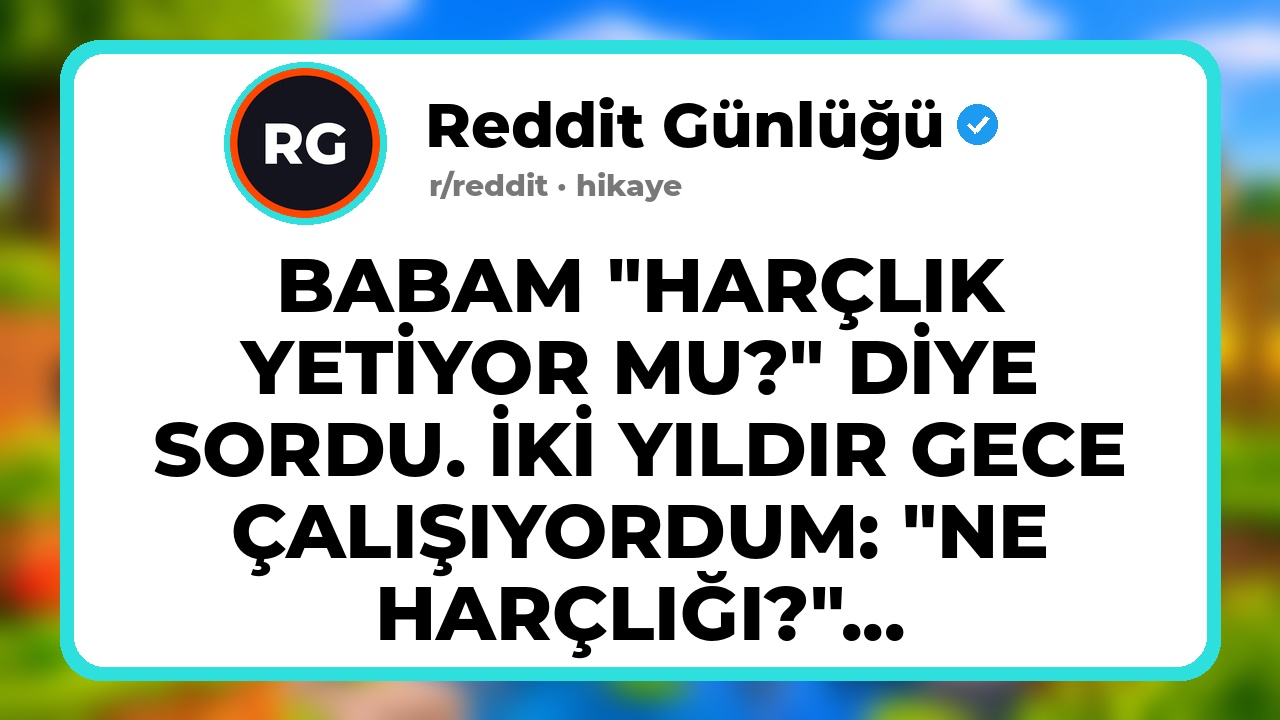 RG
Reddit Günlüğü
r/reddit • hikaye
BABAM "HARÇLIK
YETİYOR MU?" DİYE
SORDU. İKİ YILDIR GECE
ÇALIŞIYORDUM: "NE
HARÇLIĞI?"...